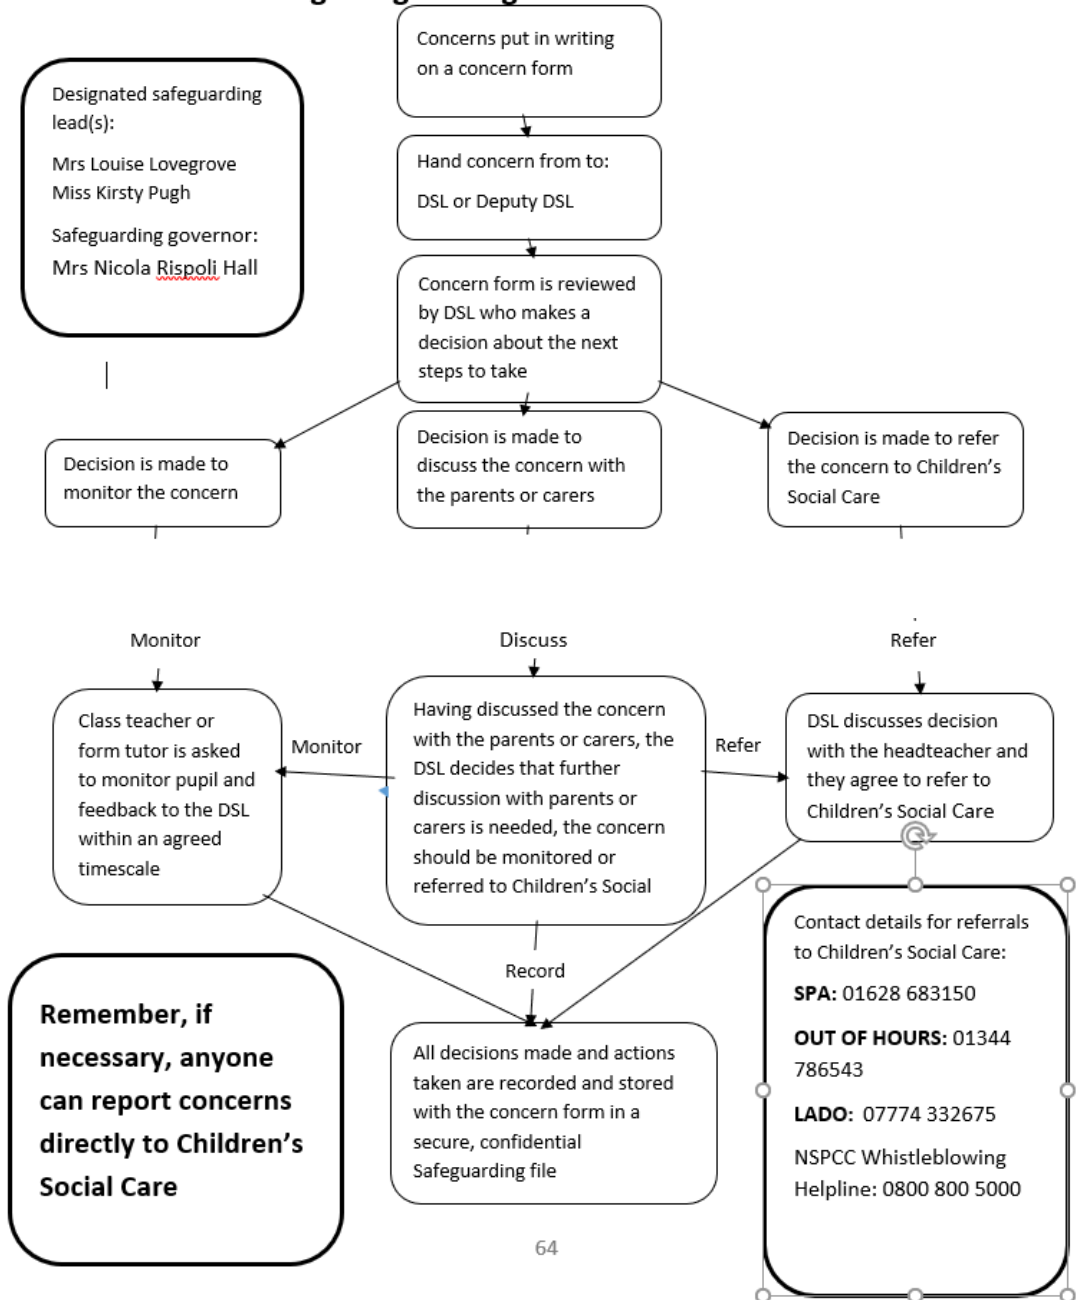 Concerns put in writing
on a concern form
Designated safeguarding
lead(s):
Mrs Louise Lovegrove
Miss Kirsty Pugh
Safeguarding governor:
Mrs Nicola Rispoli Hall
Hand concern from to:
DSL or Deputy DSL
Concern form is reviewed
by DSL who makes a
decision about the next
steps to take
Decision is made to
monitor the concern
Decision is made to
discuss the concern with
the parents or carers
Decision is made to refer
the concern to Children’s
Social Care
Monitor
Discuss
Refer
Class teacher or
form tutor is asked
to monitor pupil and
feedback to the DSL
within an agreed
timescale
Monitor
Having discussed the concern
with the parents or carers, the
DSL decides that further
discussion with parents or
carers is needed, the concern
should be monitored or
referred to Children’s Social
Refer
DSL discusses decision
with the headteacher and
they agree to refer to
Children’s Social Care
Record
Remember, if
necessary, anyone
can report concerns
directly to Children’s
Social Care
All decisions made and actions
taken are recorded and stored
with the concern form in a
secure, confidential
Safeguarding file
Contact details for referrals
to Children’s Social Care:
SPA: 01628 683150
OUT OF HOURS: 01344
786543
LADO: 07774 332675
NSPCC Whistleblowing
Helpline: 0800 800 5000
64